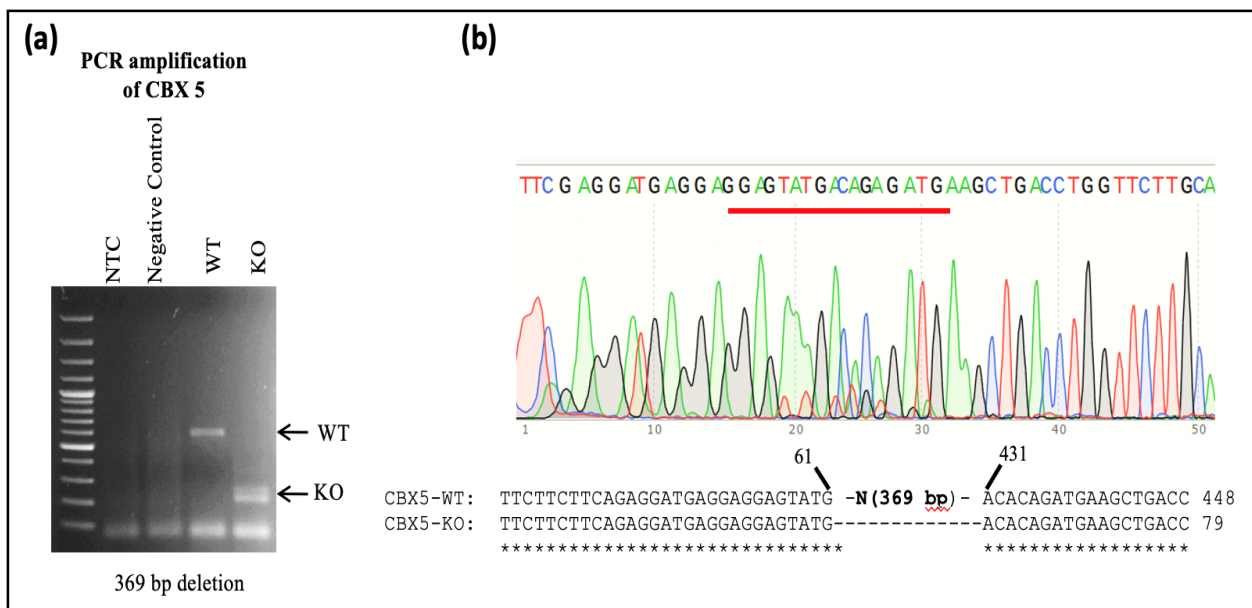 (a)
PCR amplification
of CBX 5
NTC
Negative Control
WT
KO
WT
KO
369 bp deletion
(b)
TTCGAGGATGAGGAGGAGTATGACAGAGATGAAGCTGACCTGGTTCTTGCA
1 10 20 30 40 50
61 431
CBX5-WT: TTCTTCTTCAGAGGATGAGGAGGAGTATG -N(369 bp)- ACACAGATGAAGCTGACC 448
CBX5-KO: TTCTTCTTCAGAGGATGAGGAGGAGTATG-------------ACACAGATGAAGCTGACC 79
****************************** ******************